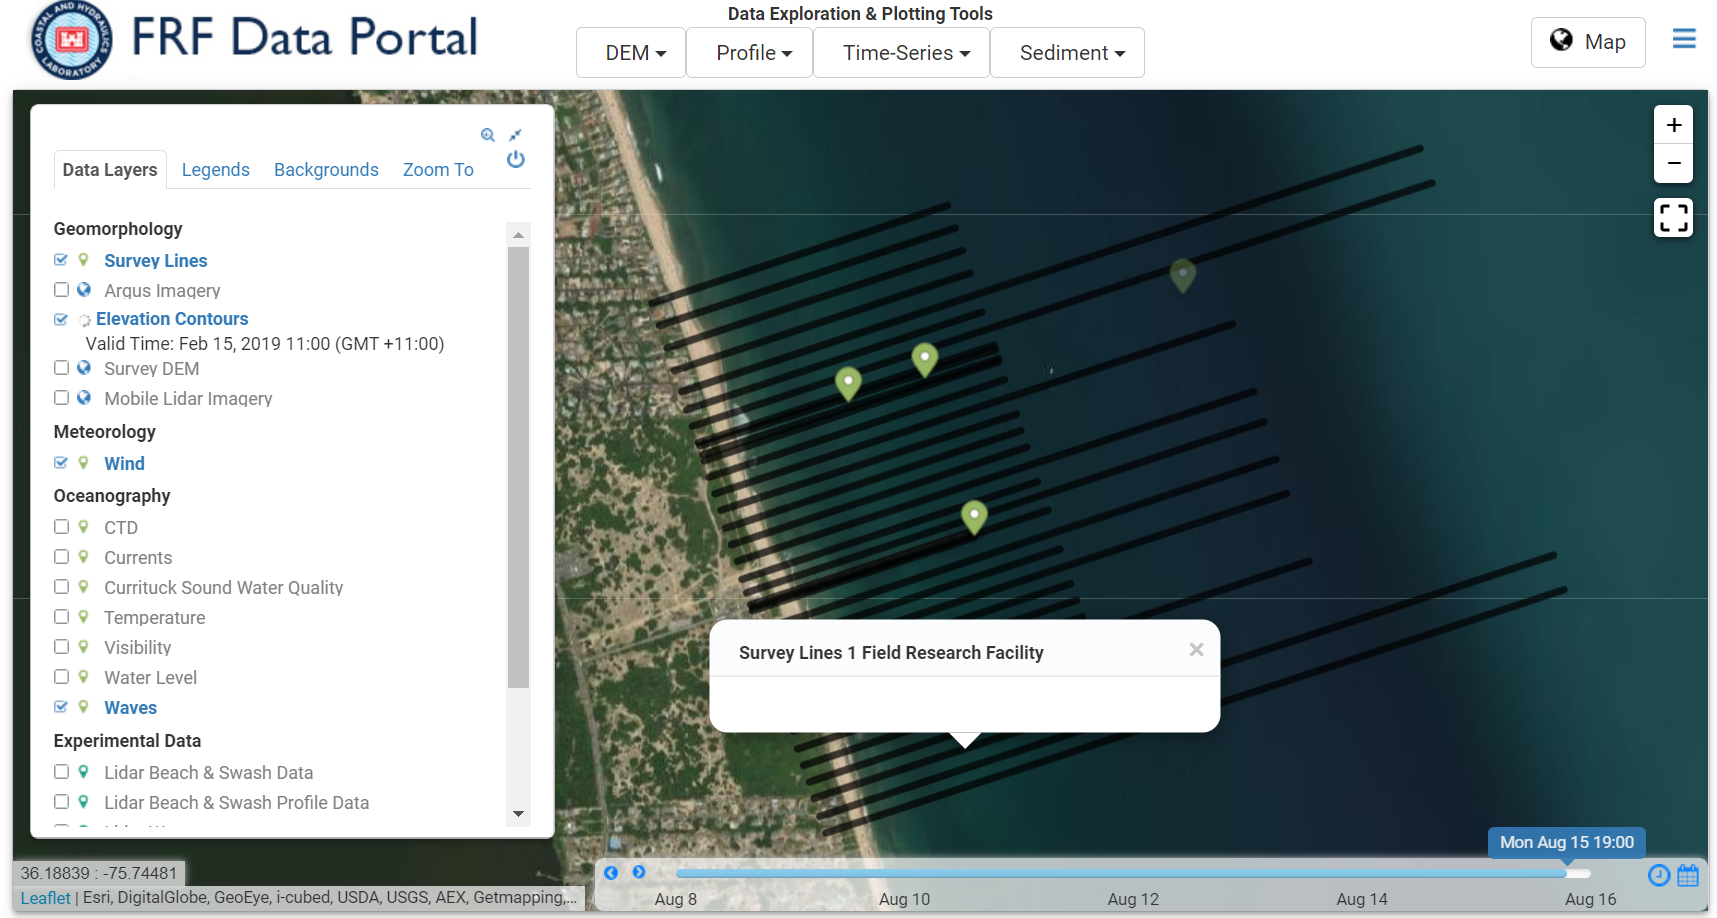 COASTAL AND HYDRAULICS LABORATORY
FRF Data Portal
Data Exploration & Plotting Tools
DEM
Profile
Time-Series
Sediment
Map
Data Layers
Legends
Backgrounds
Zoom To
Geomorphology
Survey Lines
Argus Imagery
Elevation Contours
Valid Time: Feb 15, 2019 11:00 (GMT +11:00)
Survey DEM
Mobile Lidar Imagery
Meteorology
Wind
Oceanography
CTD
Currents
Currituck Sound Water Quality
Temperature
Visibility
Water Level
Waves
Experimental Data
Lidar Beach & Swash Data
Lidar Beach & Swash Profile Data
+
−
Survey Lines 1 Field Research Facility
×
Mon Aug 15 19:00
36.18839 : -75.74481
Leaflet | Esri, DigitalGlobe, GeoEye, i-cubed, USDA, USGS, AEX, Getmapping,...
Aug 8
Aug 10
Aug 12
Aug 14
Aug 16